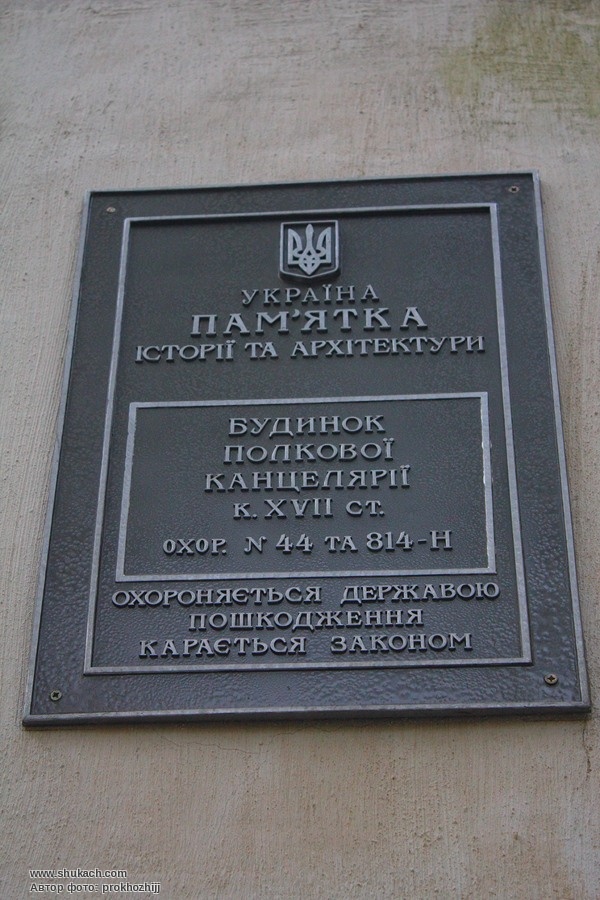 УКРАЇНА
ПАМ'ЯТКА
ІСТОРІЇ ТА АРХІТЕКТУРИ
БУДИНОК
ПОЛКОВОЇ
КАНЦЕЛЯРІЇ
К. XVII СТ.
ОХОР. N 44 ТА 814-Н
ОХОРОНЯЄТЬСЯ ДЕРЖАВОЮ
ПОШКОДЖЕННЯ
КАРАЄТЬСЯ ЗАКОНОМ
www.shukach.com
Автор фото: prokhozhijj